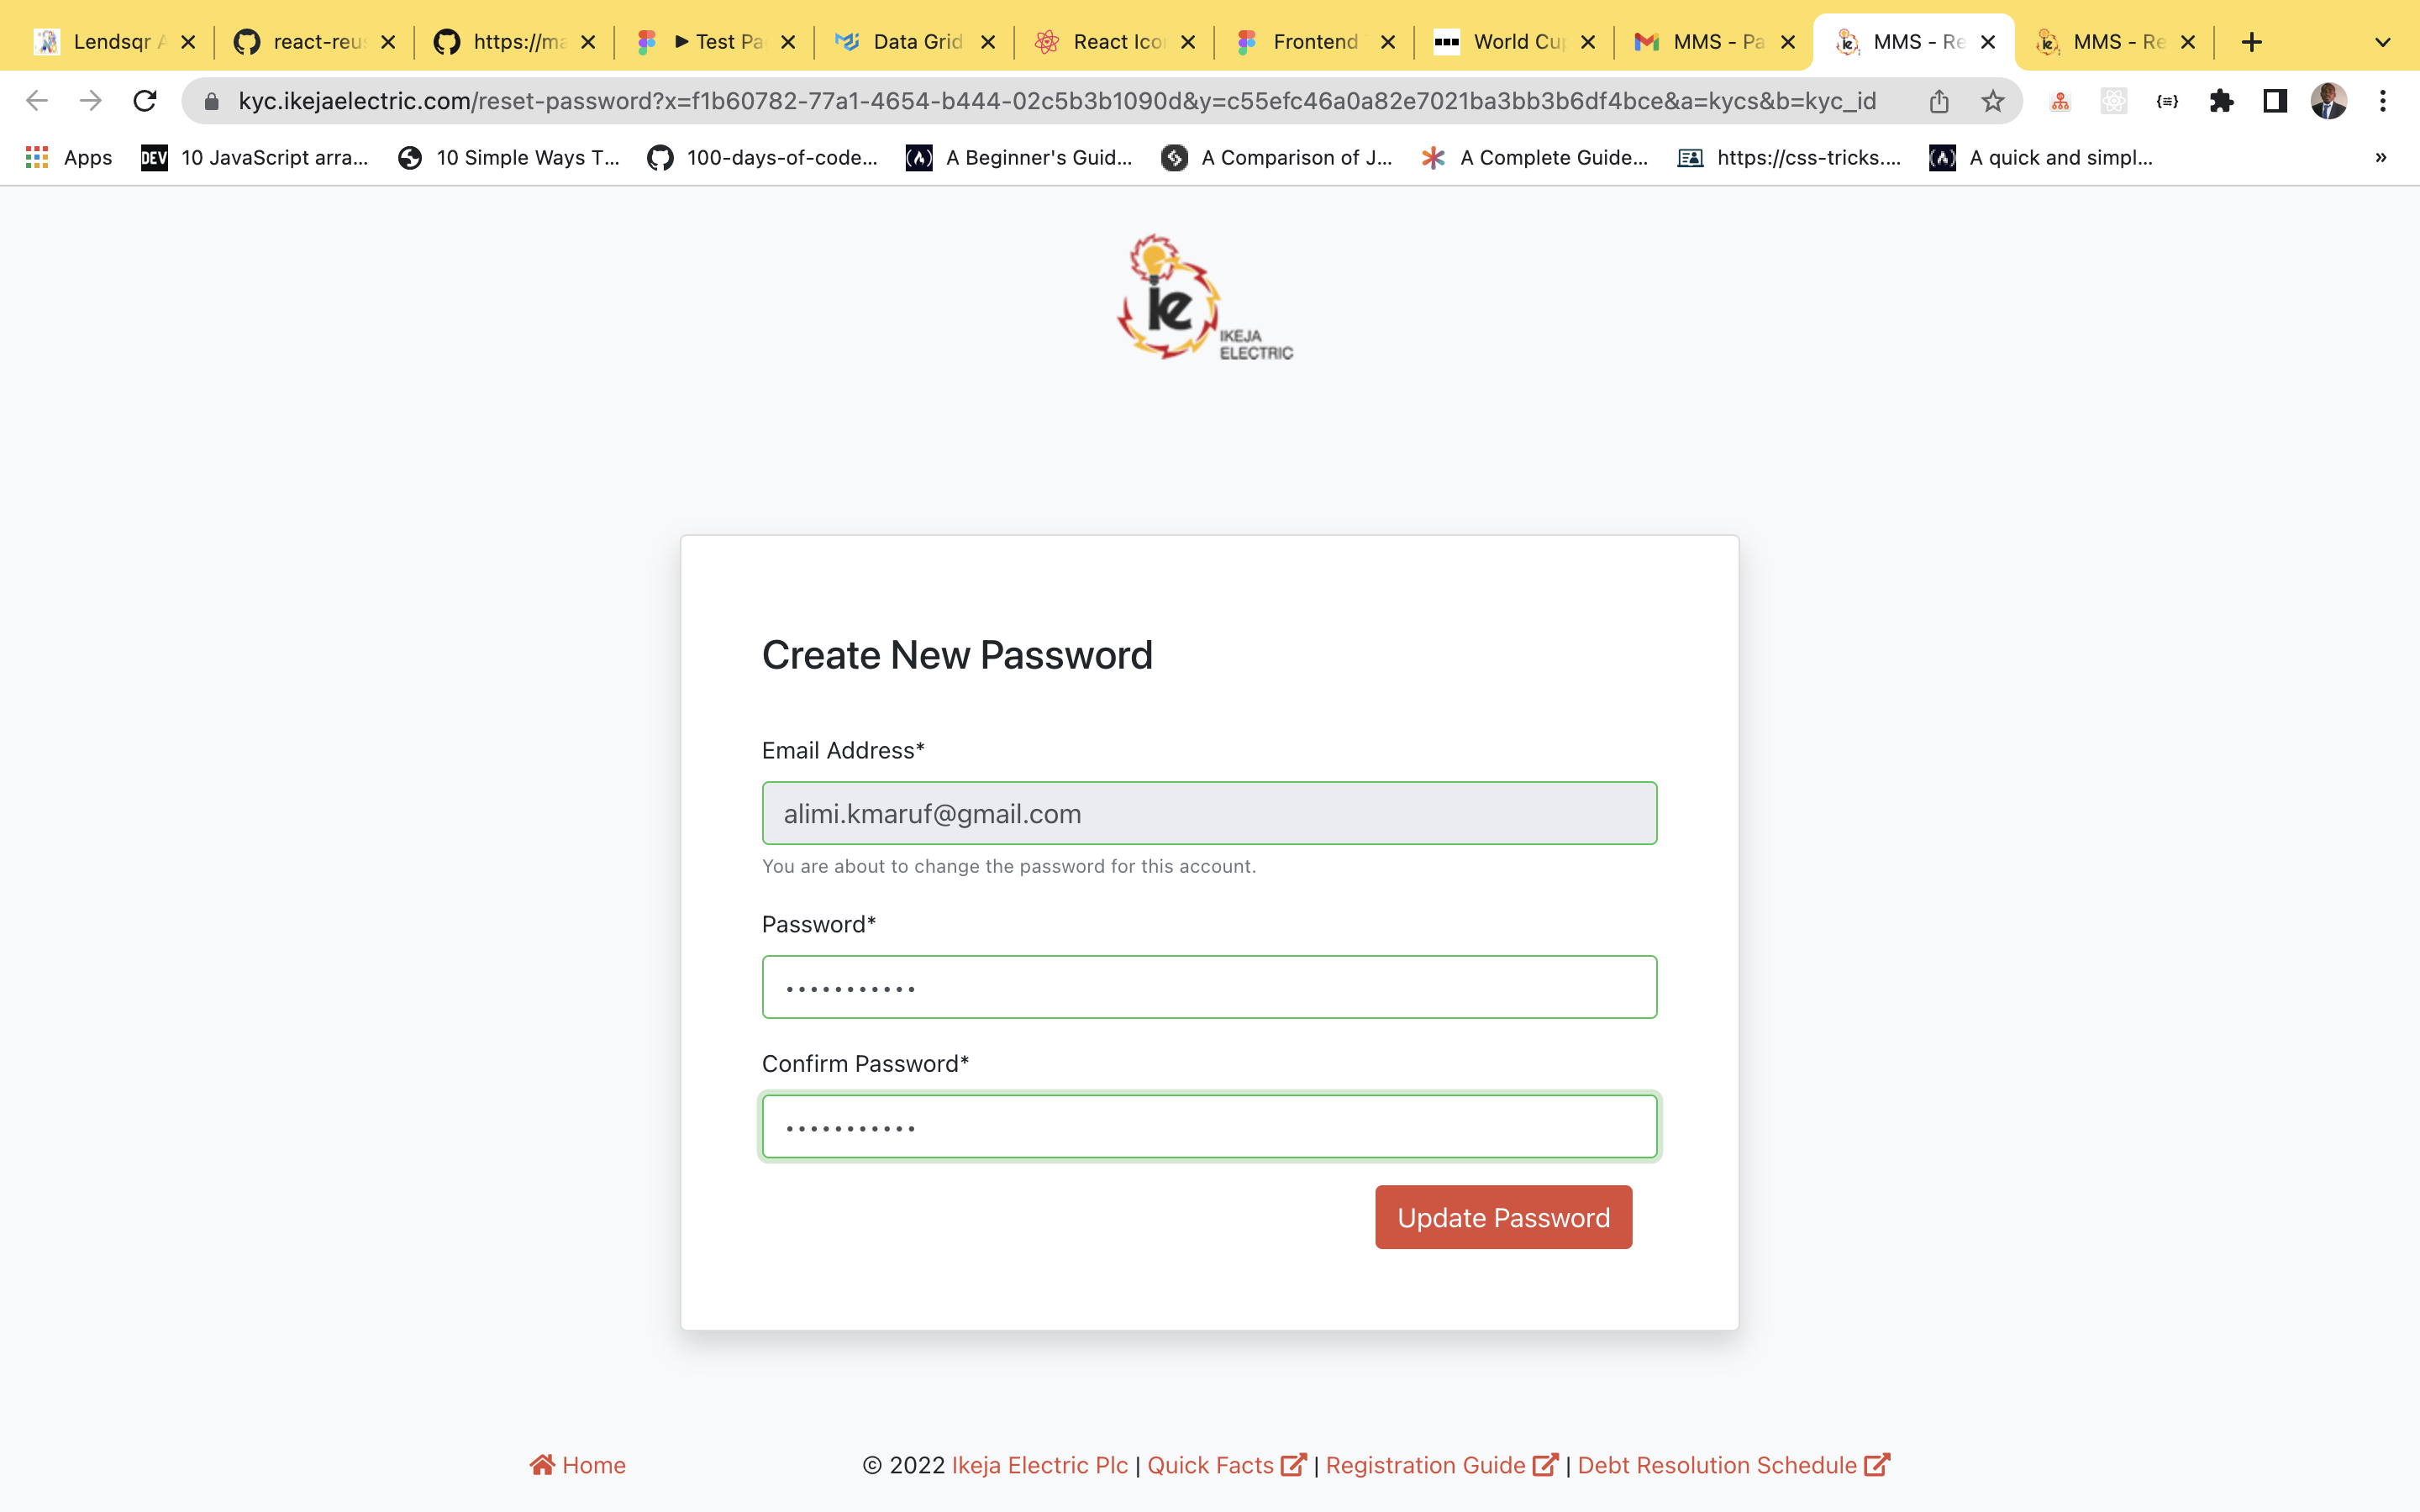 Lendsqr A
react-reus
https://ma
Test Pa
Data Grid
React Ico
Frontend
World Cup
MMS - Pa
MMS - Re
MMS - Re
kyc.ikejaelectric.com/reset-password?x=f1b60782-77a1-4654-b444-02c5b3b1090d&y=c55efc46a0a82e7021ba3bb3b6df4bce&a=kycs&b=kyc_id
Apps
DEV 10 JavaScript arra...
10 Simple Ways T...
100-days-of-code...
A Beginner's Guid...
A Comparison of J...
A Complete Guide...
https://css-tricks....
A quick and simpl...
»
ie
IKEJA
ELECTRIC
Create New Password
Email Address*
alimi.kmaruf@gmail.com
You are about to change the password for this account.
Password*
•••••••••••
Confirm Password*
•••••••••••
Update Password
Home
© 2022 Ikeja Electric Plc | Quick Facts | Registration Guide | Debt Resolution Schedule